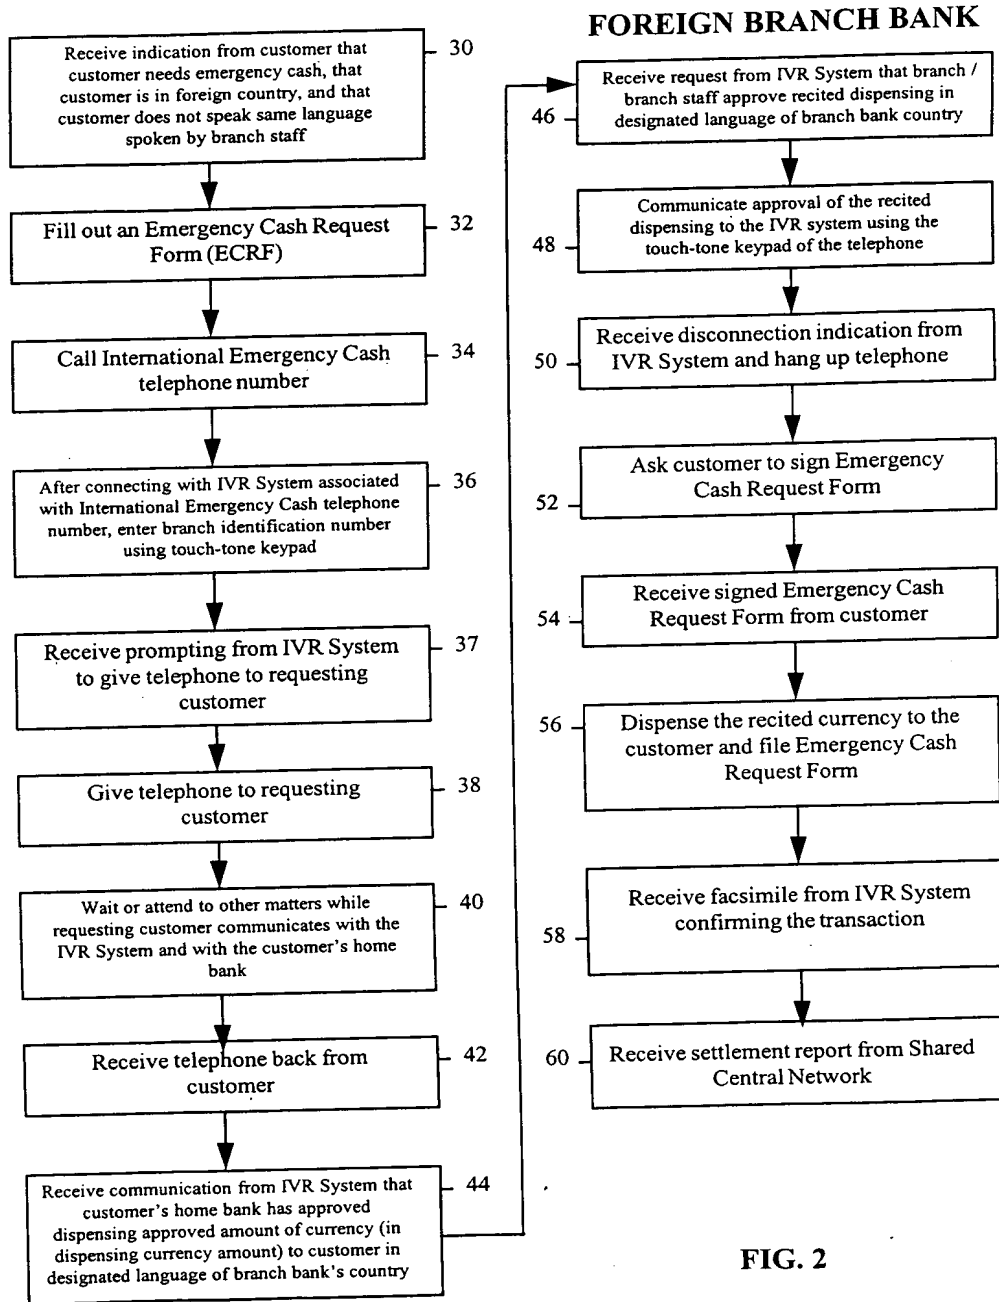 FOREIGN BRANCH BANK
Receive indication from customer that
customer needs emergency cash, that
customer is in foreign country, and that
customer does not speak same language
spoken by branch staff
30
Fill out an Emergency Cash Request
Form (ECRF)
32
Call International Emergency Cash
telephone number
34
After connecting with IVR System associated
with International Emergency Cash telephone
number, enter branch identification number
using touch-tone keypad
36
Receive prompting from IVR System
to give telephone to requesting
customer
37
Give telephone to requesting
customer
38
Wait or attend to other matters while
requesting customer communicates with the
IVR System and with the customer's home
bank
40
Receive telephone back from
customer
42
Receive communication from IVR System that
customer's home bank has approved
dispensing approved amount of currency (in
dispensing currency amount) to customer in
designated language of branch bank's country
44
Receive request from IVR System that branch /
branch staff approve recited dispensing in
designated language of branch bank country
46
Communicate approval of the recited
dispensing to the IVR system using the
touch-tone keypad of the telephone
48
Receive disconnection indication from
IVR System and hang up telephone
50
Ask customer to sign Emergency
Cash Request Form
52
Receive signed Emergency Cash
Request Form from customer
54
Dispense the recited currency to the
customer and file Emergency Cash
Request Form
56
Receive facsimile from IVR System
confirming the transaction
58
Receive settlement report from Shared
Central Network
60
FIG. 2